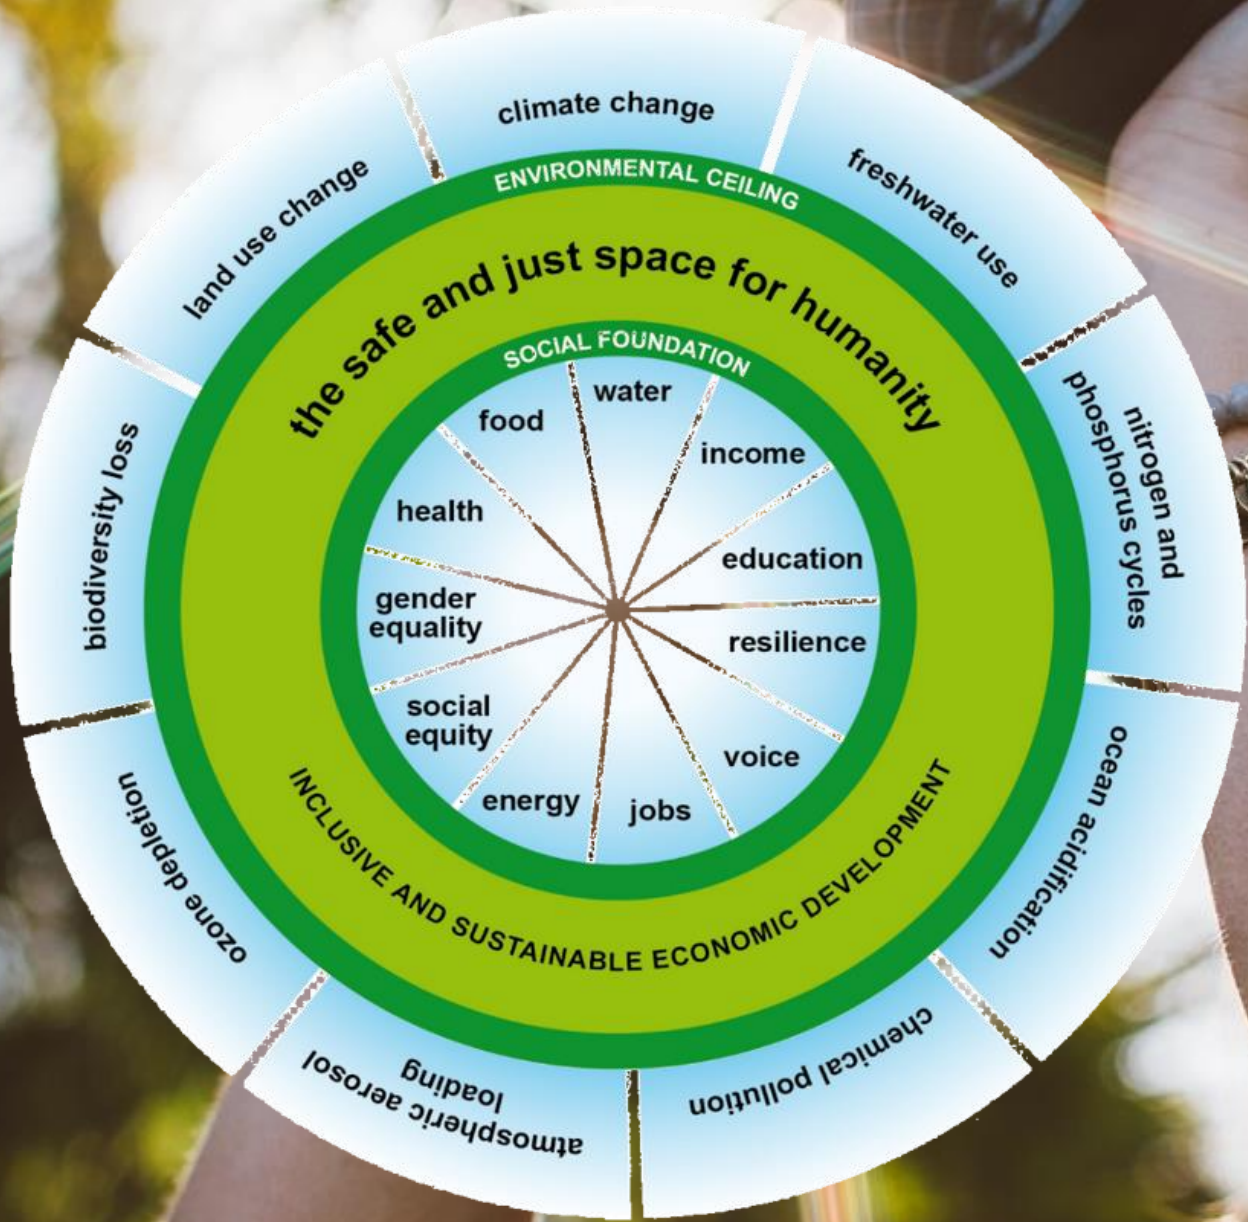 climate change
freshwater use
nitrogen and
phosphorus cycles
ocean acidification
chemical pollution
atmospheric aerosol
loading
ozone depletion
biodiversity loss
land use change
ENVIRONMENTAL CEILING
the safe and just space for humanity
SOCIAL FOUNDATION
water
income
education
resilience
voice
jobs
energy
social
equity
gender
equality
health
food
INCLUSIVE AND SUSTAINABLE ECONOMIC DEVELOPMENT